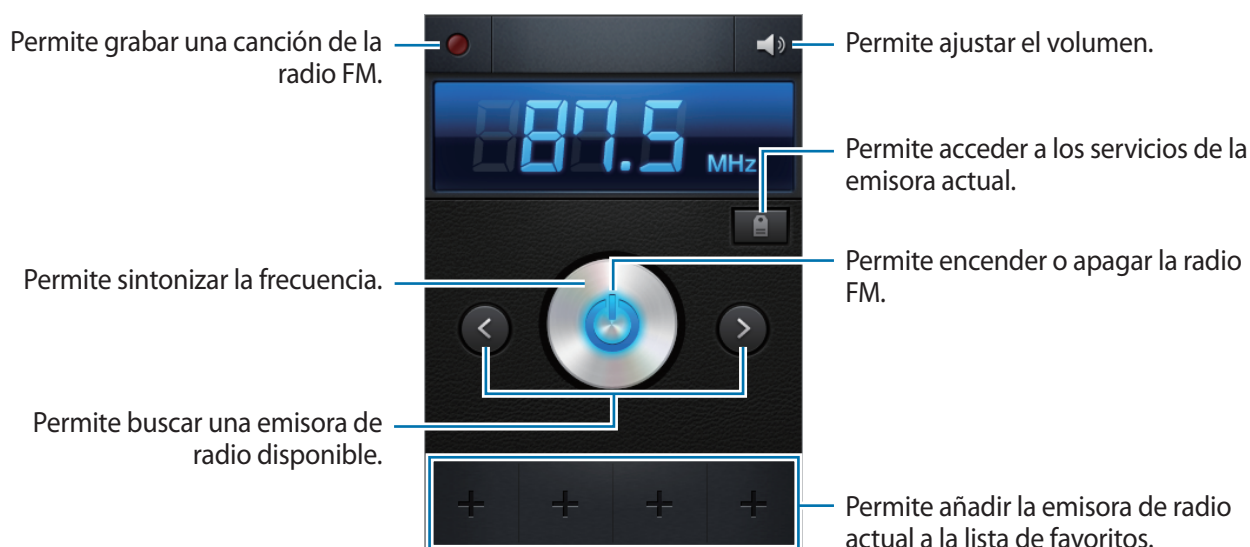 Permite grabar una canción de la
radio FM.
Permite ajustar el volumen.
87.5 MHz
Permite acceder a los servicios de la
emisora actual.
Permite sintonizar la frecuencia.
Permite encender o apagar la radio
FM.
Permite buscar una emisora de
radio disponible.
Permite añadir la emisora de radio
actual a la lista de favoritos.